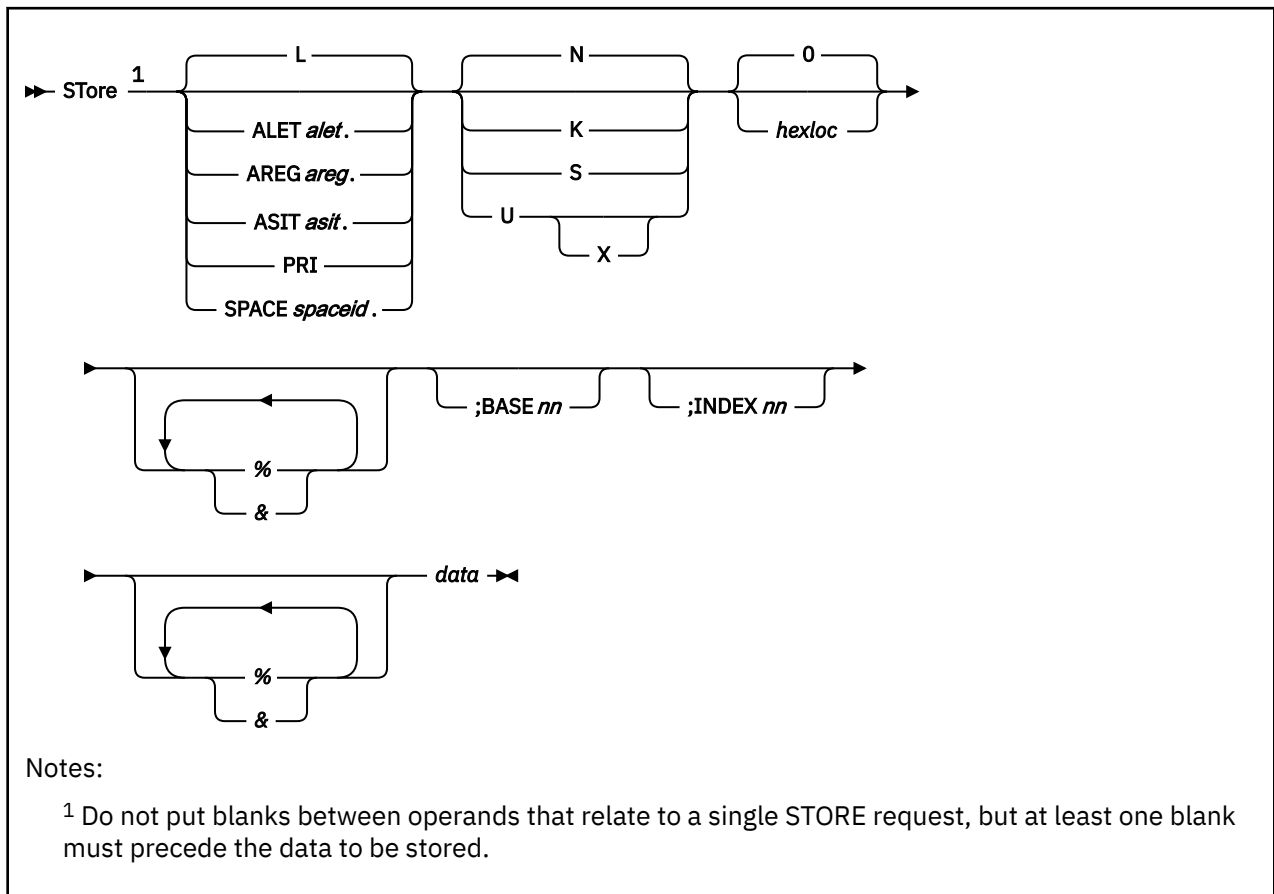 L N 0
STore 1
ALET alet. K hexloc
AREG areg. S
ASIT asit. U
PRI X
SPACE spaceid.
;BASE nn ;INDEX nn
%
&
data
%
&
Notes:
1 Do not put blanks between operands that relate to a single STORE request, but at least one blank
must precede the data to be stored.